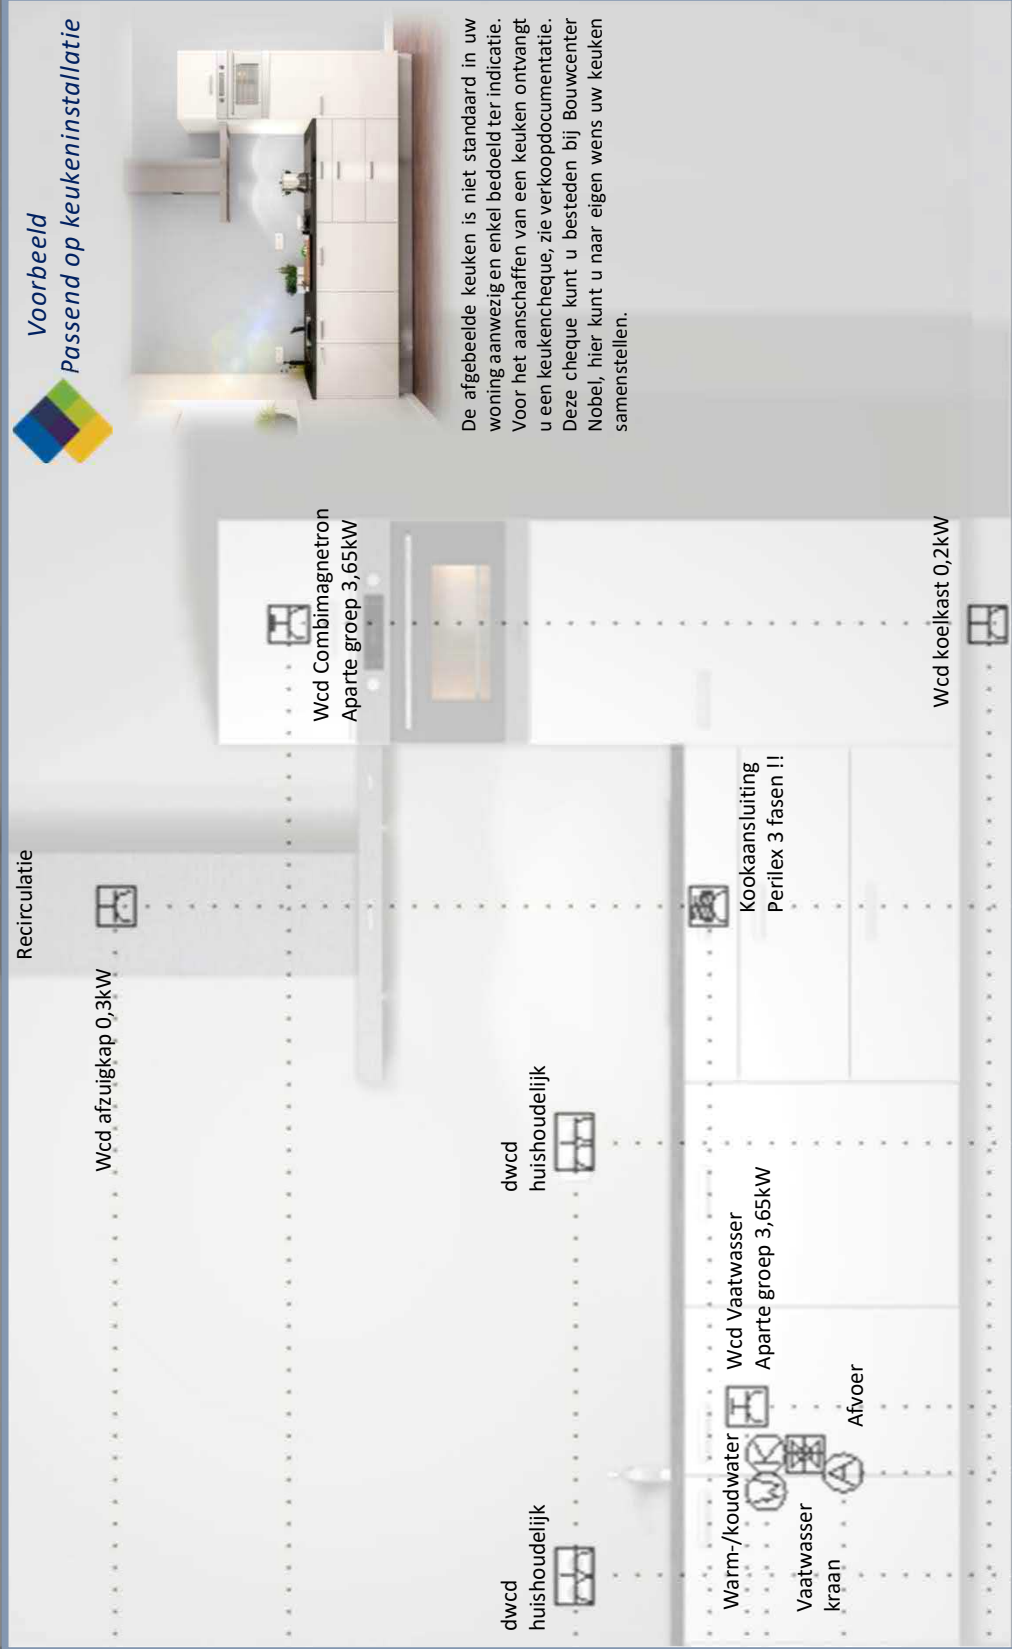 Voorbeeld
Passend op keukeninstallatie
De afgebeelde keuken is niet standaard in uw
woning aanwezig en enkel bedoeld ter indicatie.
Voor het aanschaffen van een keuken ontvangt
u een keukencheque, zie verkoopdocumentatie.
Deze cheque kunt u besteden bij Bouwcenter
Nobel, hier kunt u naar eigen wens uw keuken
samenstellen.
Recirculatie
Wcd afzuigkap 0,3kW
Wcd Combimagnetron
Aparte groep 3,65kW
dwcd
huishoudelijk
dwcd
huishoudelijk
Kookaansluiting
Perilex 3 fasen !!
Wcd Vaatwasser
Aparte groep 3,65kW
Warm-/koudwater
W K
Vaatwasser
kraan
A
Afvoer
Wcd koelkast 0,2kW